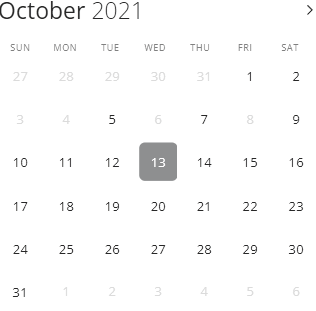 October 2021
SUN MON TUE WED THU FRI SAT
27 28 29 30 31 1 2
3 4 5 6 7 8 9
10 11 12 13 14 15 16
17 18 19 20 21 22 23
24 25 26 27 28 29 30
31 1 2 3 4 5 6